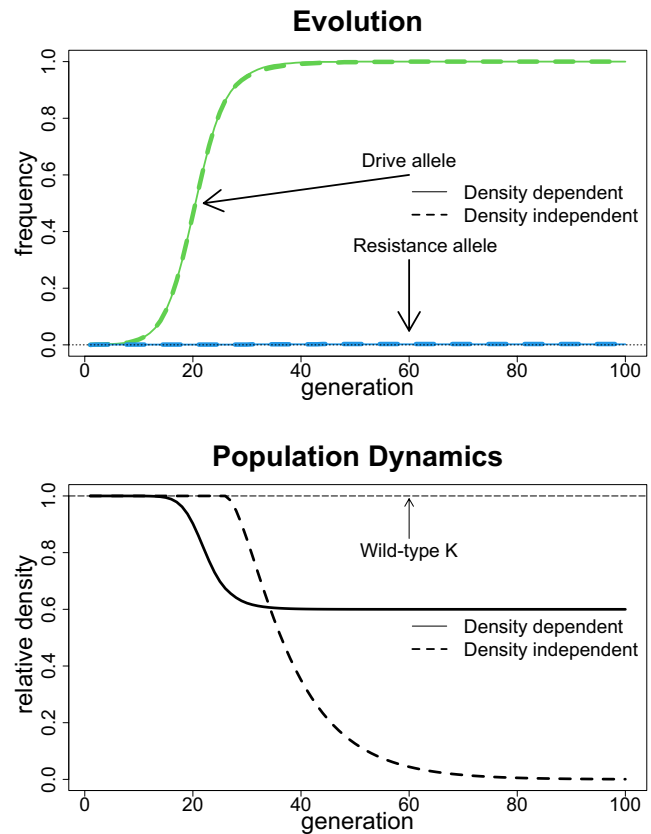 Evolution
1.0
0.8
0.6
0.4
0.2
0.0
frequency
Drive allele
Density dependent
Density independent
Resistance allele
0 20 40 60 80 100
generation
Population Dynamics
1.0
0.8
0.6
0.4
0.2
0.0
relative density
Wild-type K
Density dependent
Density independent
0 20 40 60 80 100
generation